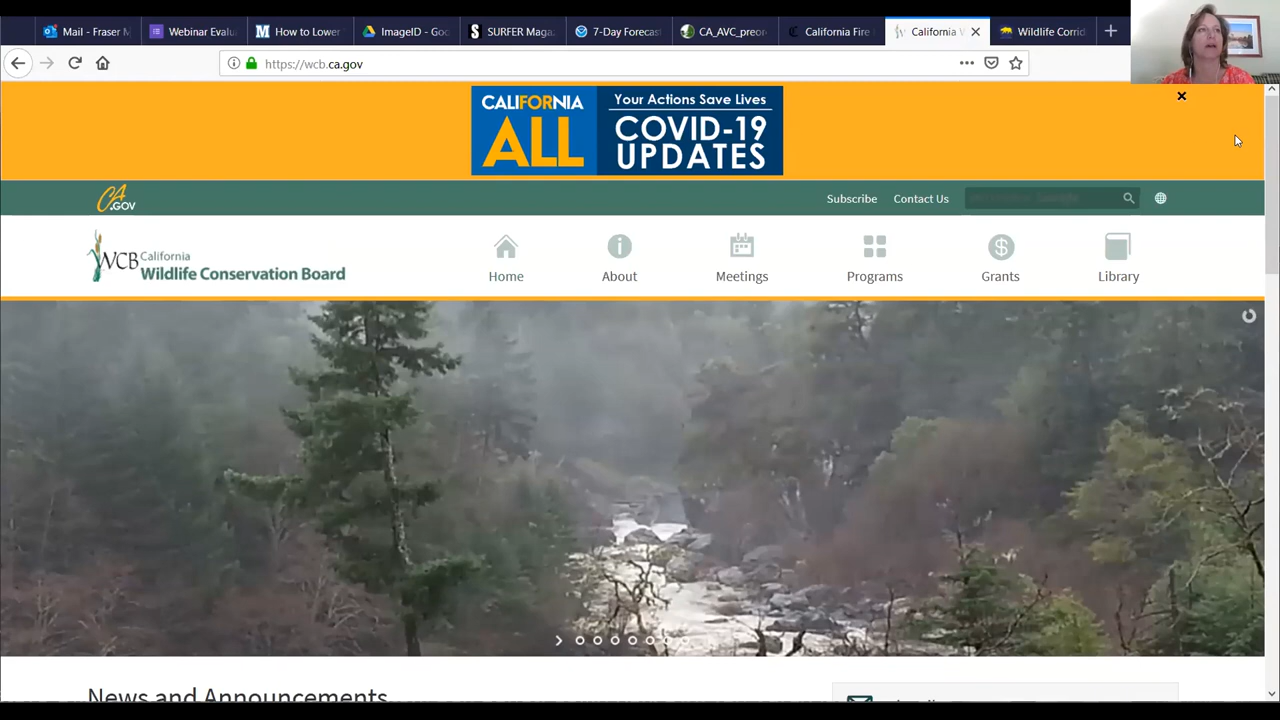 Mail - Fraser M
Webinar Evalu
How to Lower
ImageID - Goo
SURFER Maga
7-Day Forecast
CA_AVC_preor
California Fire
California W
Wildlife Corrid
https://wcb.ca.gov
CALIFORNIA
ALL
Your Actions Save Lives
COVID-19
UPDATES
CA
.GOV
Subscribe
Contact Us
WCB California
Wildlife Conservation Board
Home
About
Meetings
Programs
Grants
Library
News and Announcements